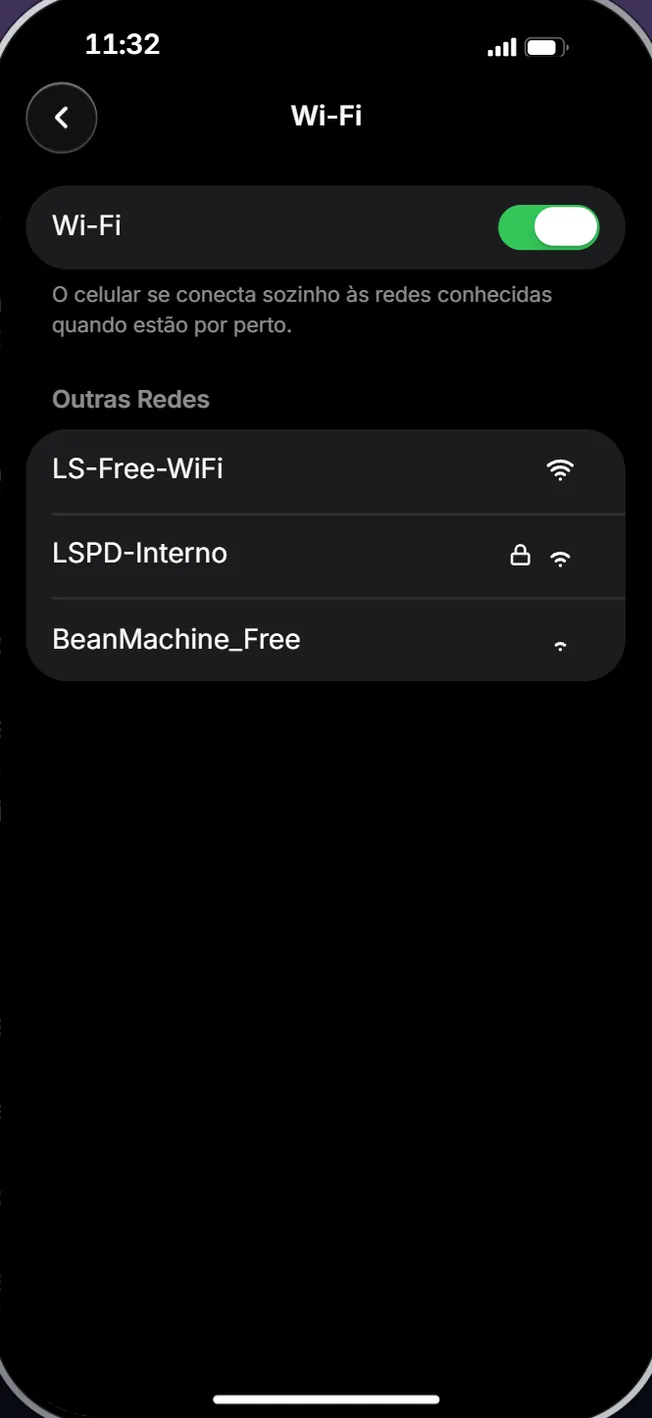 11:32
Wi-Fi
Wi-Fi
O celular se conecta sozinho às redes conhecidas
quando estão por perto.
Outras Redes
LS-Free-WiFi
LSPD-Interno
BeanMachine_Free